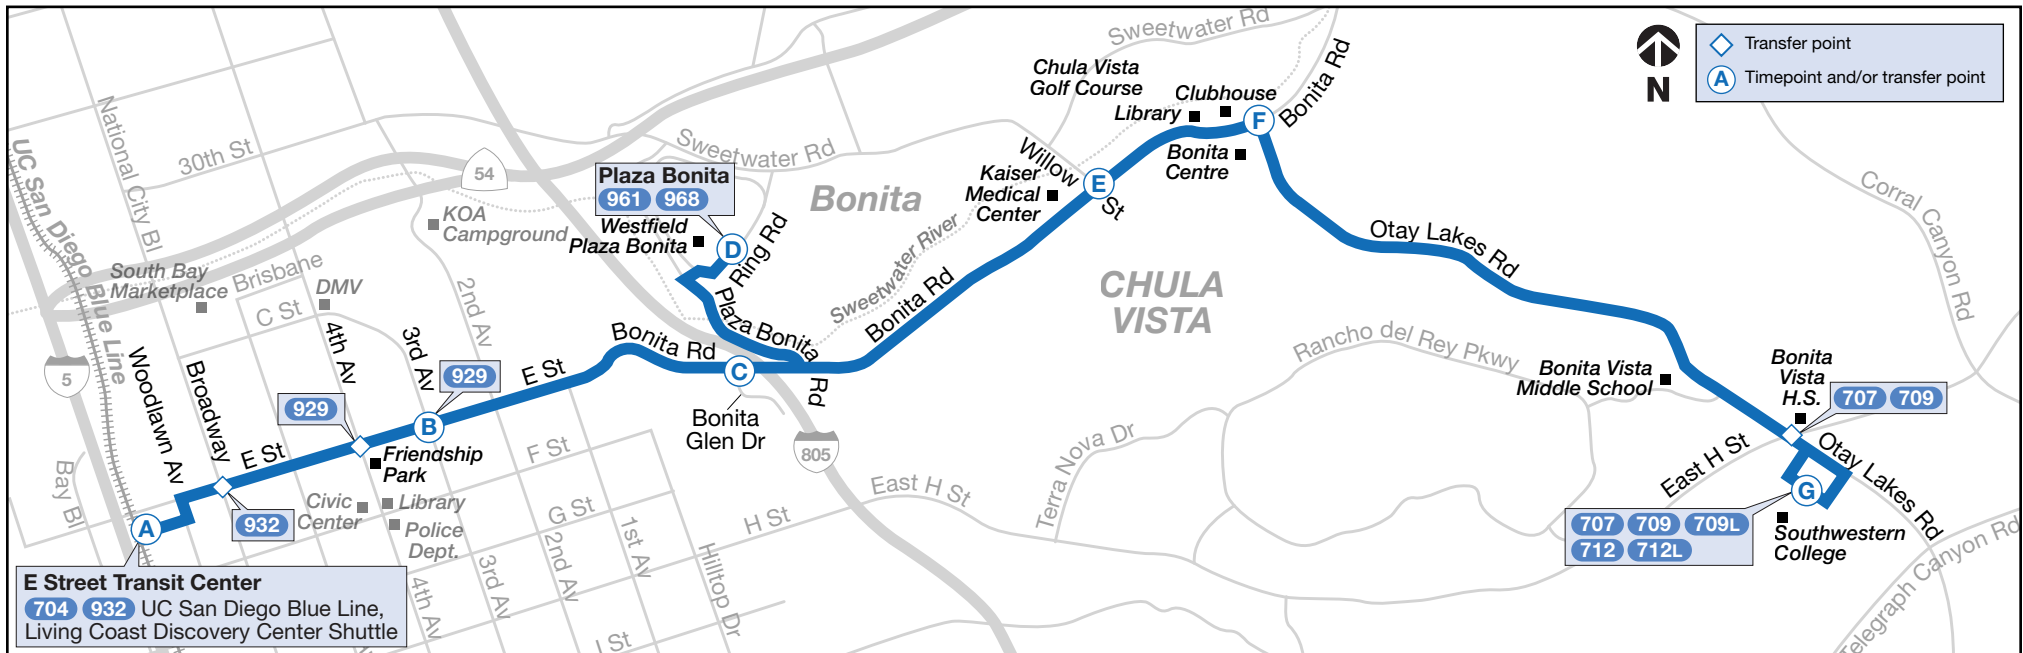 Sweetwater Rd
Bonita Rd
Chula Vista
Golf Course
Clubhouse
Library
F
N
Transfer point
A
Timepoint and/or transfer point
UC San Diego Blue Line
National City Bl
30th St
54
Sweetwater Rd
Plaza Bonita
961 968
Westfield
Plaza Bonita
D
Ring Rd
Bonita
Willow
St
E
Kaiser
Medical
Center
Bonita
Centre
Corral Canyon Rd
KOA
Campground
South Bay
Marketplace
Brisbane
C St
DMV
2nd Av
Sweetwater River
Bonita Rd
CHULA
VISTA
Otay Lakes Rd
Rancho del Rey Pkwy
5
Woodlawn Av
Broadway
4th Av
3rd Av
929
929
B
E St
Bonita Rd
Plaza Bonita
Rd
C
Bonita
Glen Dr
805
Bonita Vista
Middle School
Bonita
Vista
H.S.
707 709
E St
Friendship
Park
F St
Bay Bl
932
Civic
Center
Library
Police
Dept.
G St
H St
East H St
Terra Nova Dr
East H St
Otay Lakes Rd
G
707 709 709L
712 712L
Southwestern
College
Telegraph Canyon Rd
A
E Street Transit Center
704 932 UC San Diego Blue Line,
Living Coast Discovery Center Shuttle
4th Av
3rd Av
2nd Av
1st Av
Hilltop Dr
I St